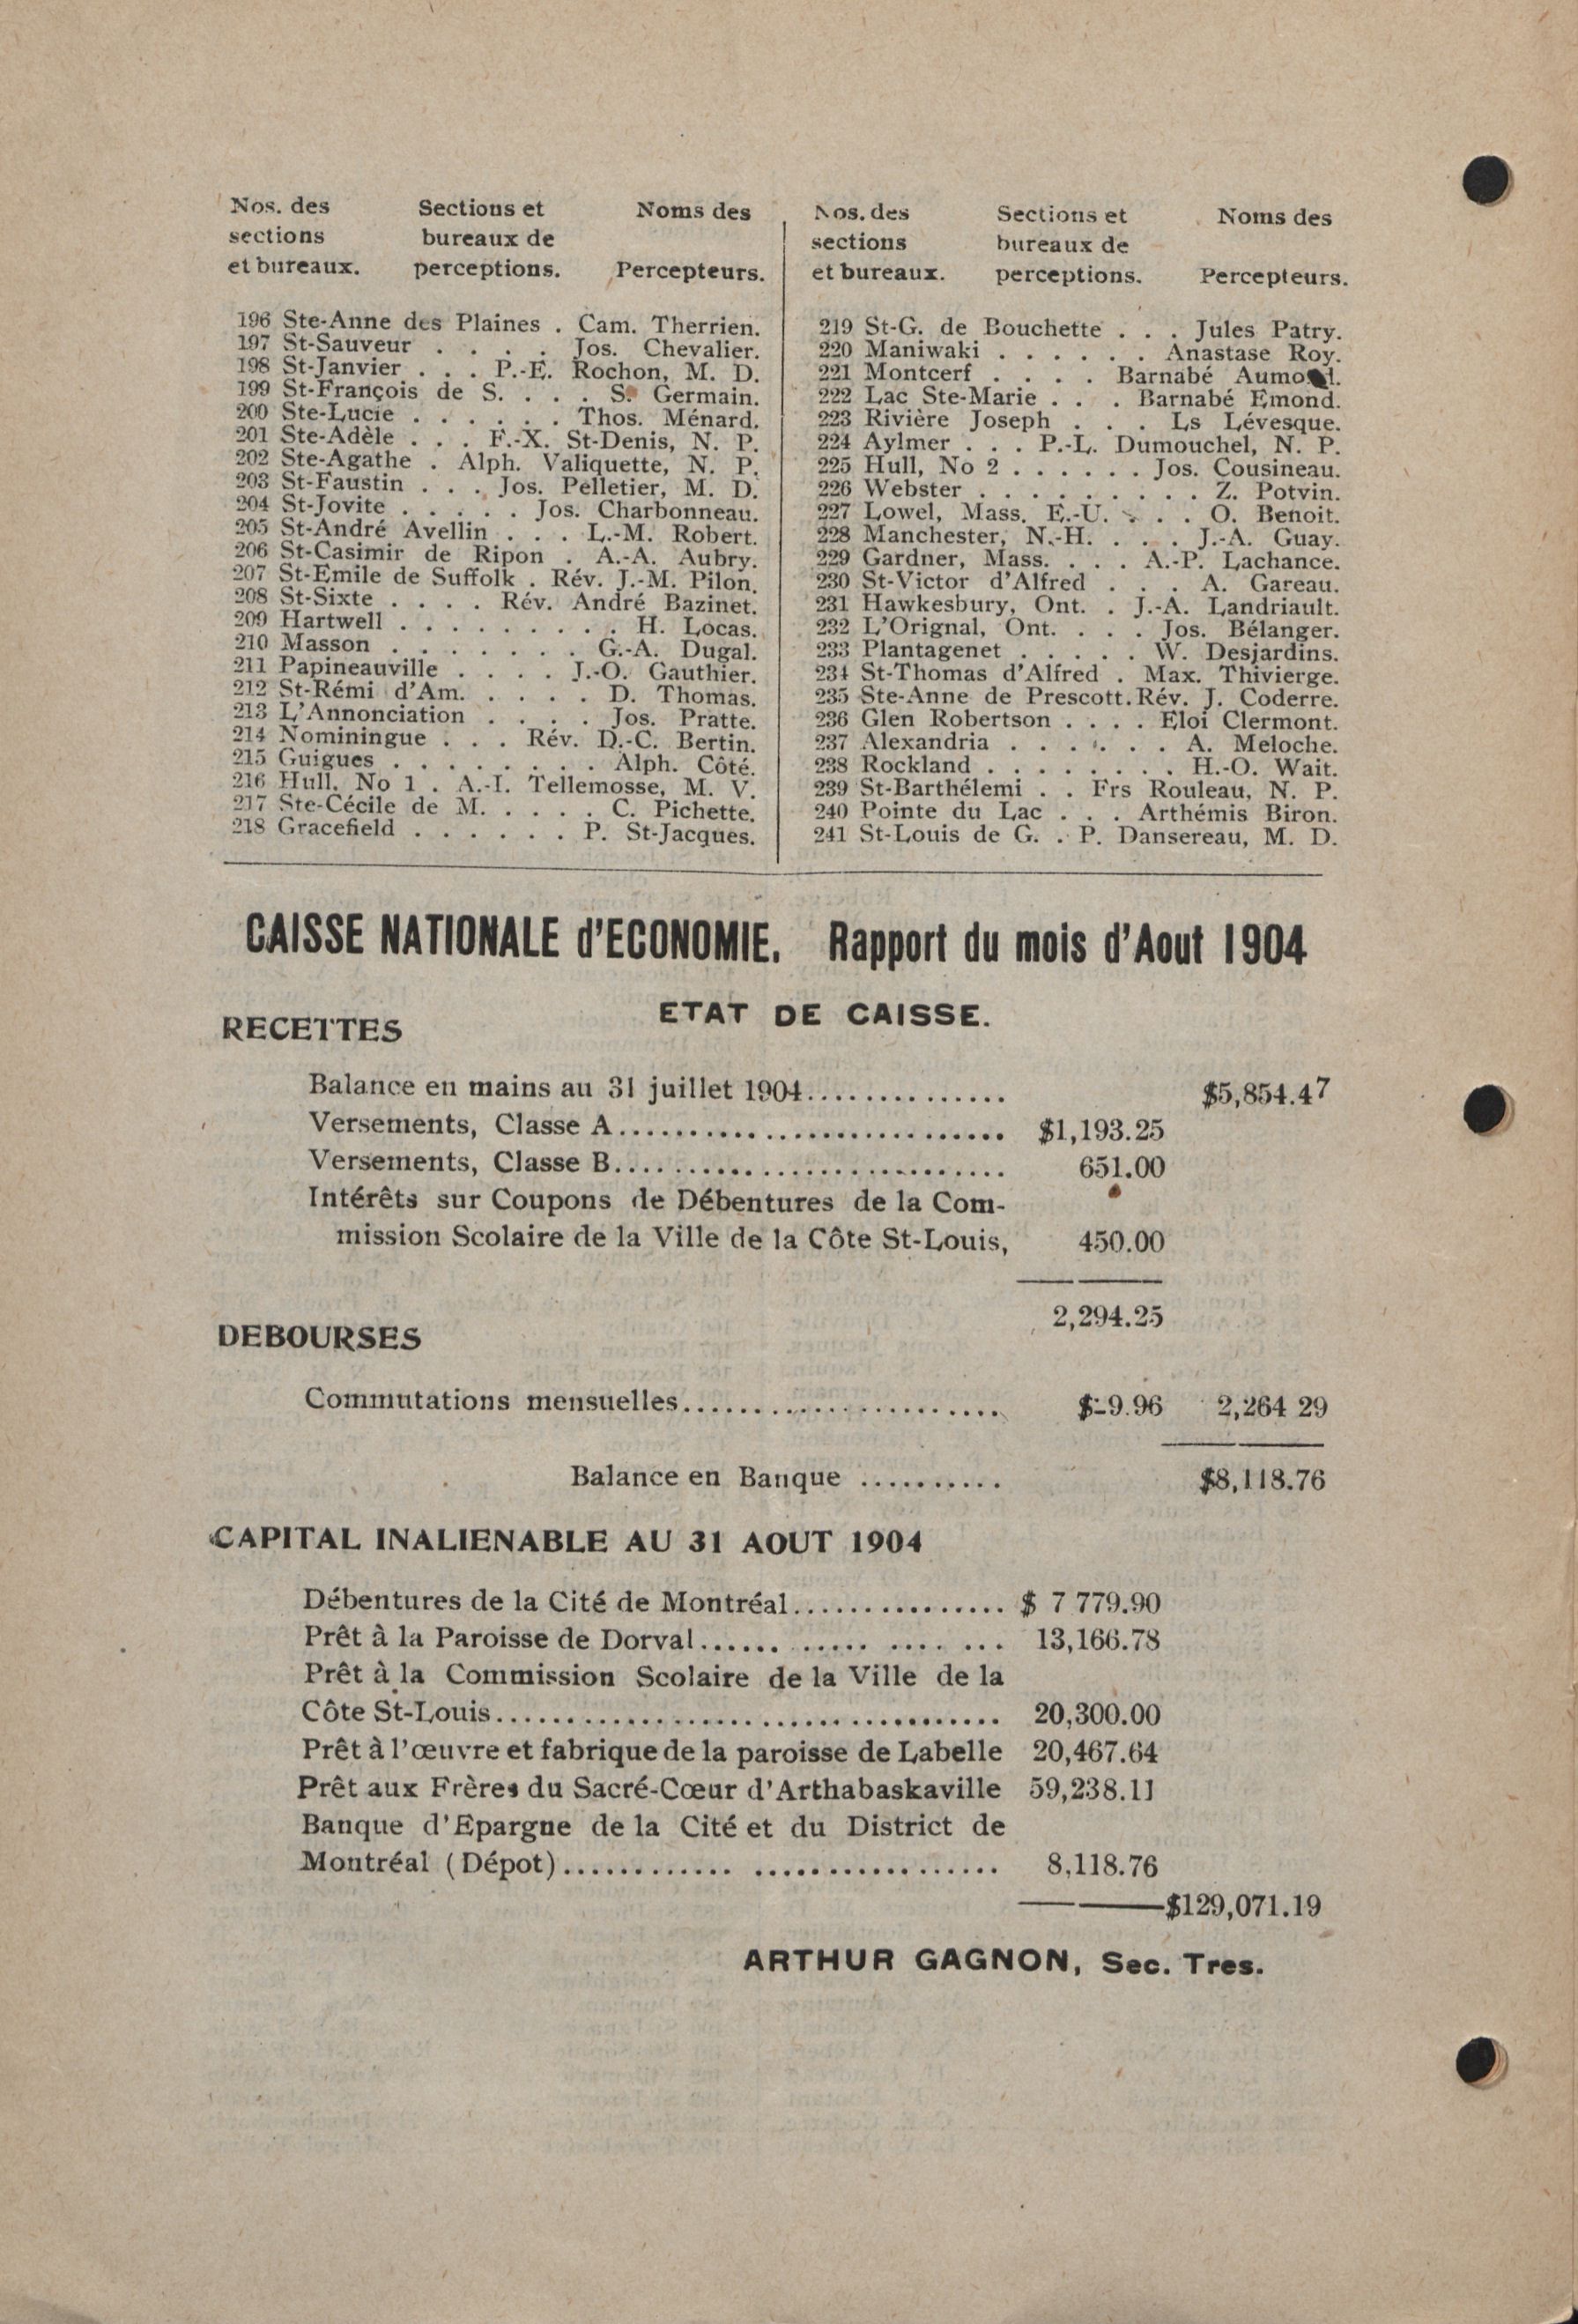 Nos. des Sections et Noms des
sections bureaux de
et bureaux. perceptions. Percepteurs.
196 Ste-Anne des Plaines . Cam. Therrien.
197 St-Sauveur . . . . Jos. Chevalier.
198 St-Janvier . . . P.-E. Rochon, M. D.
199 St-François de S. . . . S. Germain.
200 Ste-Lucie . . . . . . Thos. Ménard.
201 Ste-Adèle . . . F.-X. St-Denis, N. P.
202 Ste-Agathe . Alph. Valiquette, N. P.
203 St-Faustin . . . Jos. Pelletier, M. D.
204 St-Jovite . . . . . Jos. Charbonneau.
205 St-André Avellin . . . L.-M. Robert.
206 St-Casimir de Ripon . A.-A. Aubry.
207 St-Emile de Suffolk . Rév. J.-M. Pilon.
208 St-Sixte . . . . Rév. André Bazinet.
209 Hartwell . . . . . . . . . H. Locas.
210 Masson . . . . . . . G.-A. Dugal.
211 Papineauville . . . . J.-O. Gauthier.
212 St-Rémi d'Am. . . . . . D. Thomas.
213 L'Annonciation . . . . Jos. Pratte.
214 Nominingue . . . Rév. D.-C. Bertin.
215 Guigues . . . . . . . . Alph. Côté.
216 Hull, No 1 . A.-I. Tellemosse, M. V.
217 Ste-Cécile de M. . . . . C. Pichette.
218 Gracefield . . . . . . P. St-Jacques.
Nos. des Sections et Noms des
sections bureaux de
et bureaux. perceptions. Percepteurs.
219 St-G. de Bouchette . . . Jules Patry.
220 Maniwaki . . . . . . Anastase Roy.
221 Montcerf . . . . Barnabé Aumond.
222 Lac Ste-Marie . . . Barnabé Emond.
223 Rivière Joseph . . . Ls Lévesque.
224 Aylmer . . . P.-L. Dumouchel, N. P.
225 Hull, No 2 . . . . . . Jos. Cousineau.
226 Webster . . . . . . . . . Z. Potvin.
227 Lowel, Mass. E.-U. . . . O. Benoit.
228 Manchester, N.-H. . . . J.-A. Guay.
229 Gardner, Mass. . . . A.-P. Lachance.
230 St-Victor d'Alfred . . . A. Gareau.
231 Hawkesbury, Ont. . J.-A. Landriault.
232 L'Orignal, Ont. . . . Jos. Bélanger.
233 Plantagenet . . . . . W. Desjardins.
234 St-Thomas d'Alfred . Max. Thivierge.
235 Ste-Anne de Prescott. Rév. J. Coderre.
236 Glen Robertson . . . . Eloi Clermont.
237 Alexandria . . . . . . . A. Meloche.
238 Rockland . . . . . . . . H.-O. Wait.
239 St-Barthélemi . . Frs Rouleau, N. P.
240 Pointe du Lac . . . Arthémis Biron.
241 St-Louis de G. . P. Dansereau, M. D.
CAISSE NATIONALE d'ECONOMIE. Rapport du mois d'Aout 1904
ETAT DE CAISSE.
RECETTES
Balance en mains au 31 juillet 1904............... $5,854.47
Versements, Classe A............................ $1,193.25
Versements, Classe B............................ 651.00
Intérêts sur Coupons de Débentures de la Com-
mission Scolaire de la Ville de la Côte St-Louis, 450.00
2,294.25
DEBOURSES
Commutations mensuelles....................... 9.96 2,264 29
Balance en Banque .......... $8,118.76
CAPITAL INALIENABLE AU 31 AOUT 1904
Débentures de la Cité de Montréal................ $ 7 779.90
Prêt à la Paroisse de Dorval...... ...... .... ... 13,166.78
Prêt à la Commission Scolaire de la Ville de la
Côte St-Louis.................................... 20,300.00
Prêt à l'œuvre et fabrique de la paroisse de Labelle 20,467.64
Prêt aux Frères du Sacré-Cœur d'Arthabaskaville 59,238.11
Banque d'Epargne de la Cité et du District de
Montréal (Dépot)............ .................. 8,118.76
$129,071.19
ARTHUR GAGNON, Sec. Tres.